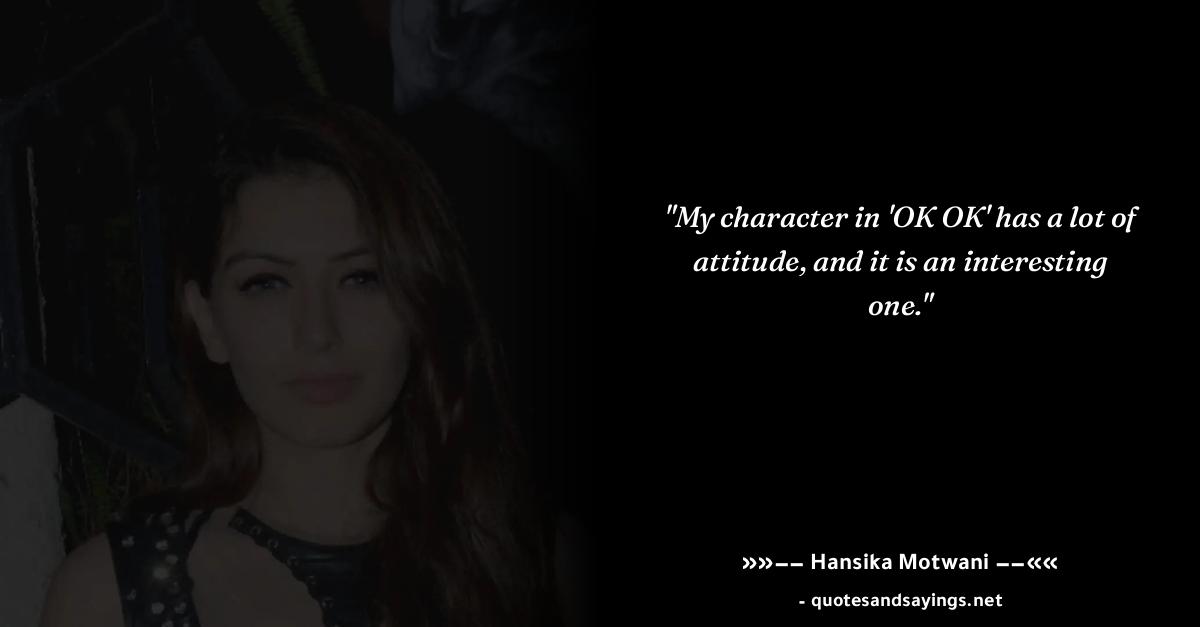 "My character in 'OK OK' has a lot of
attitude, and it is an interesting
one."
»»–– Hansika Motwani ––««
- quotesandsayings.net